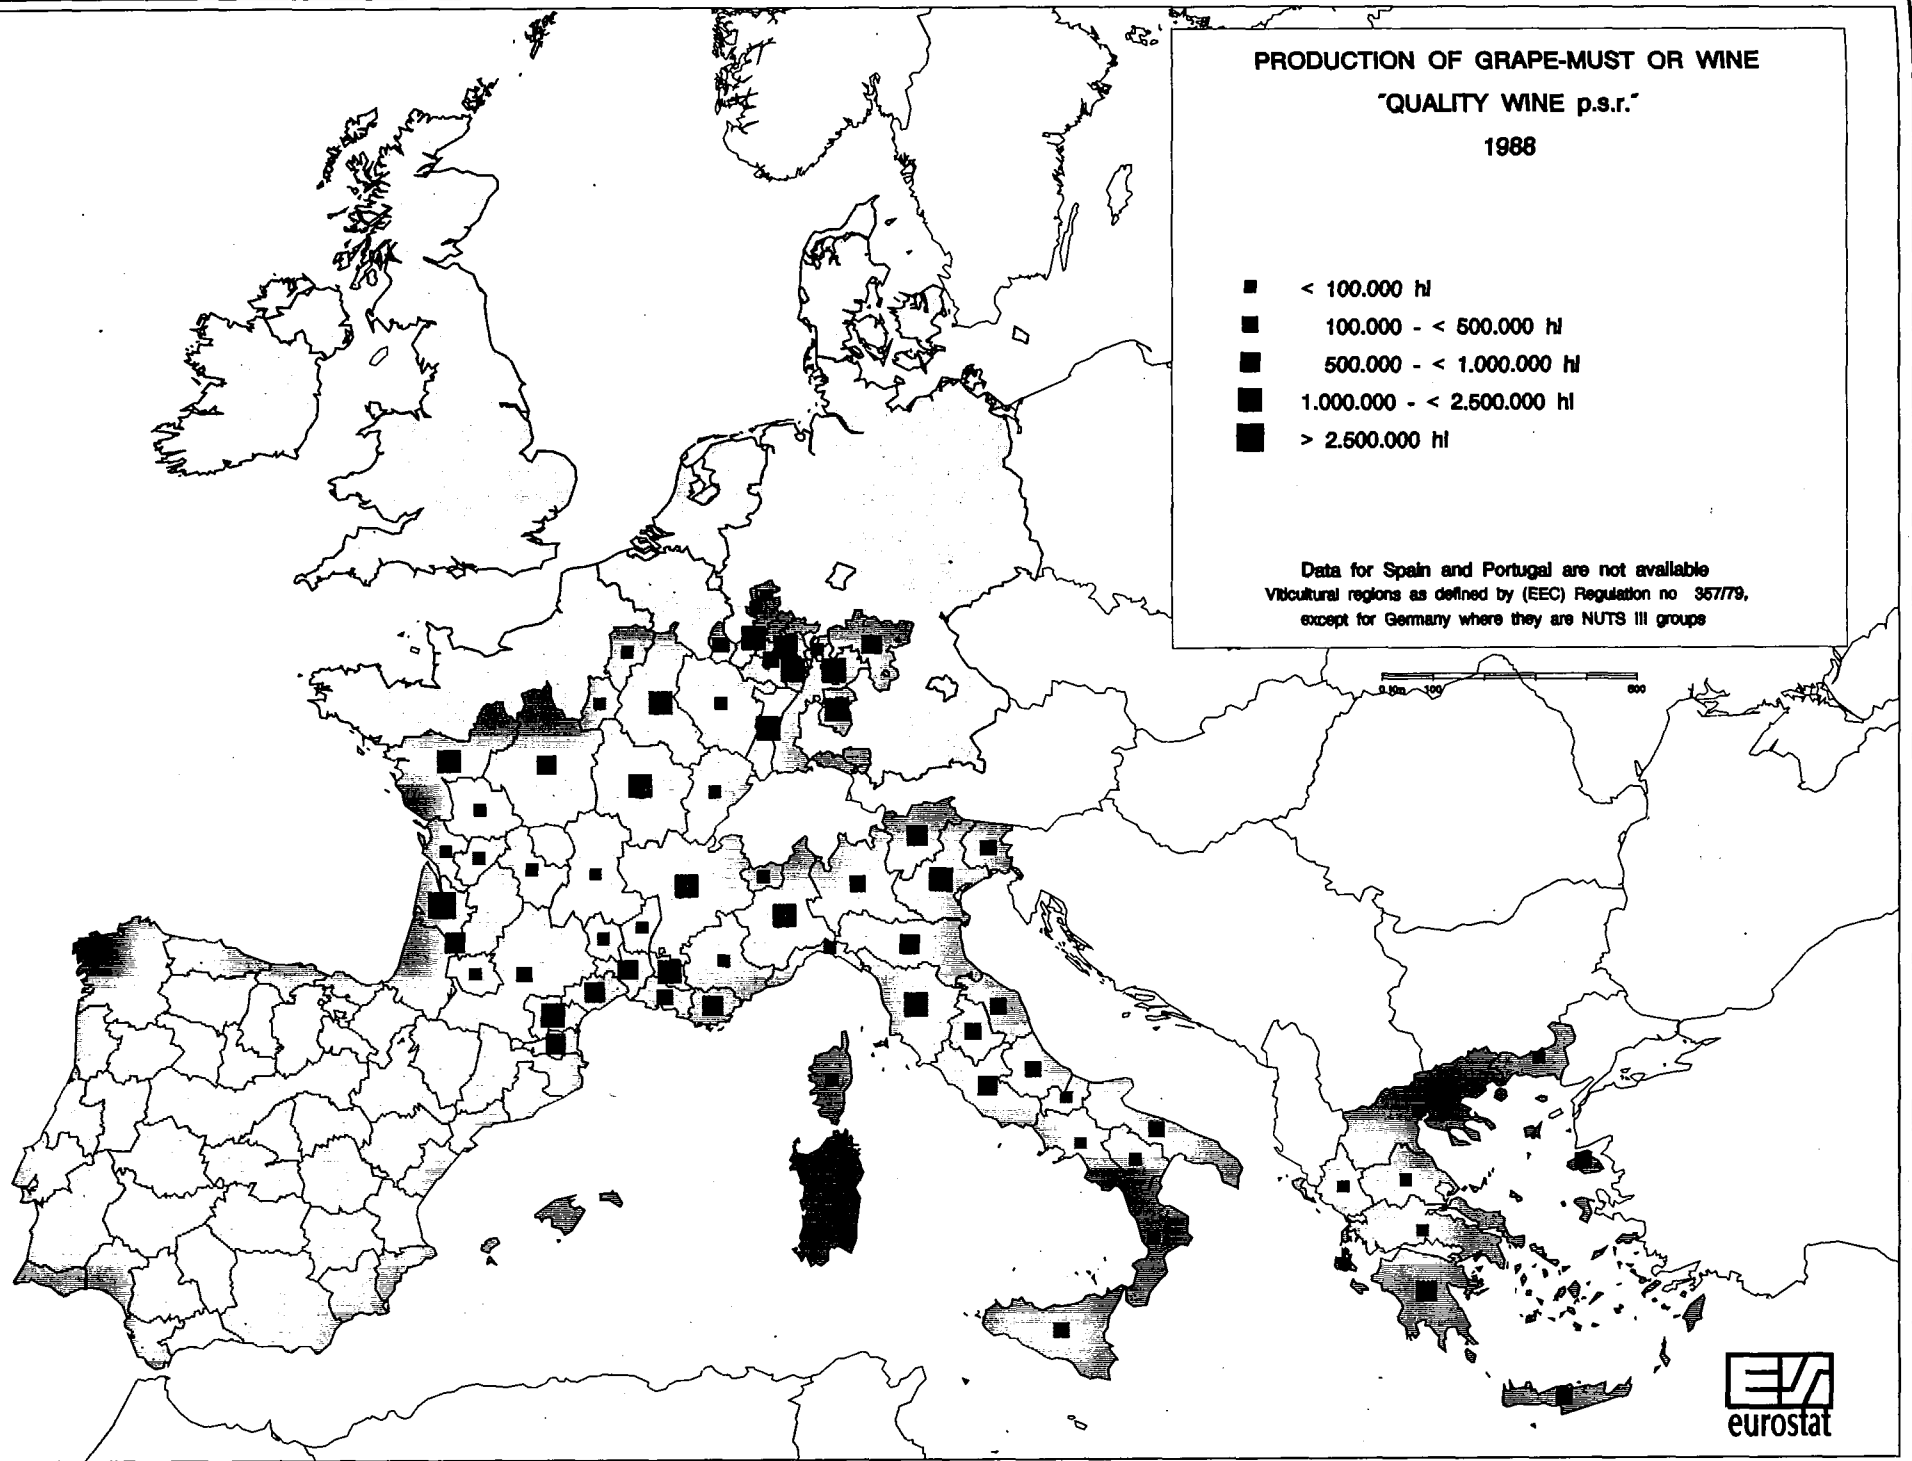 PRODUCTION OF GRAPE-MUST OR WINE
"QUALITY WINE p.s.r."
1988
< 100.000 hl
100.000 - < 500.000 hl
500.000 - < 1.000.000 hl
1.000.000 - < 2.500.000 hl
> 2.500.000 hl
Data for Spain and Portugal are not available
Viticultural regions as defined by (EEC) Regulation no 357/79,
except for Germany where they are NUTS III groups
0 Km 100 500
eurostat